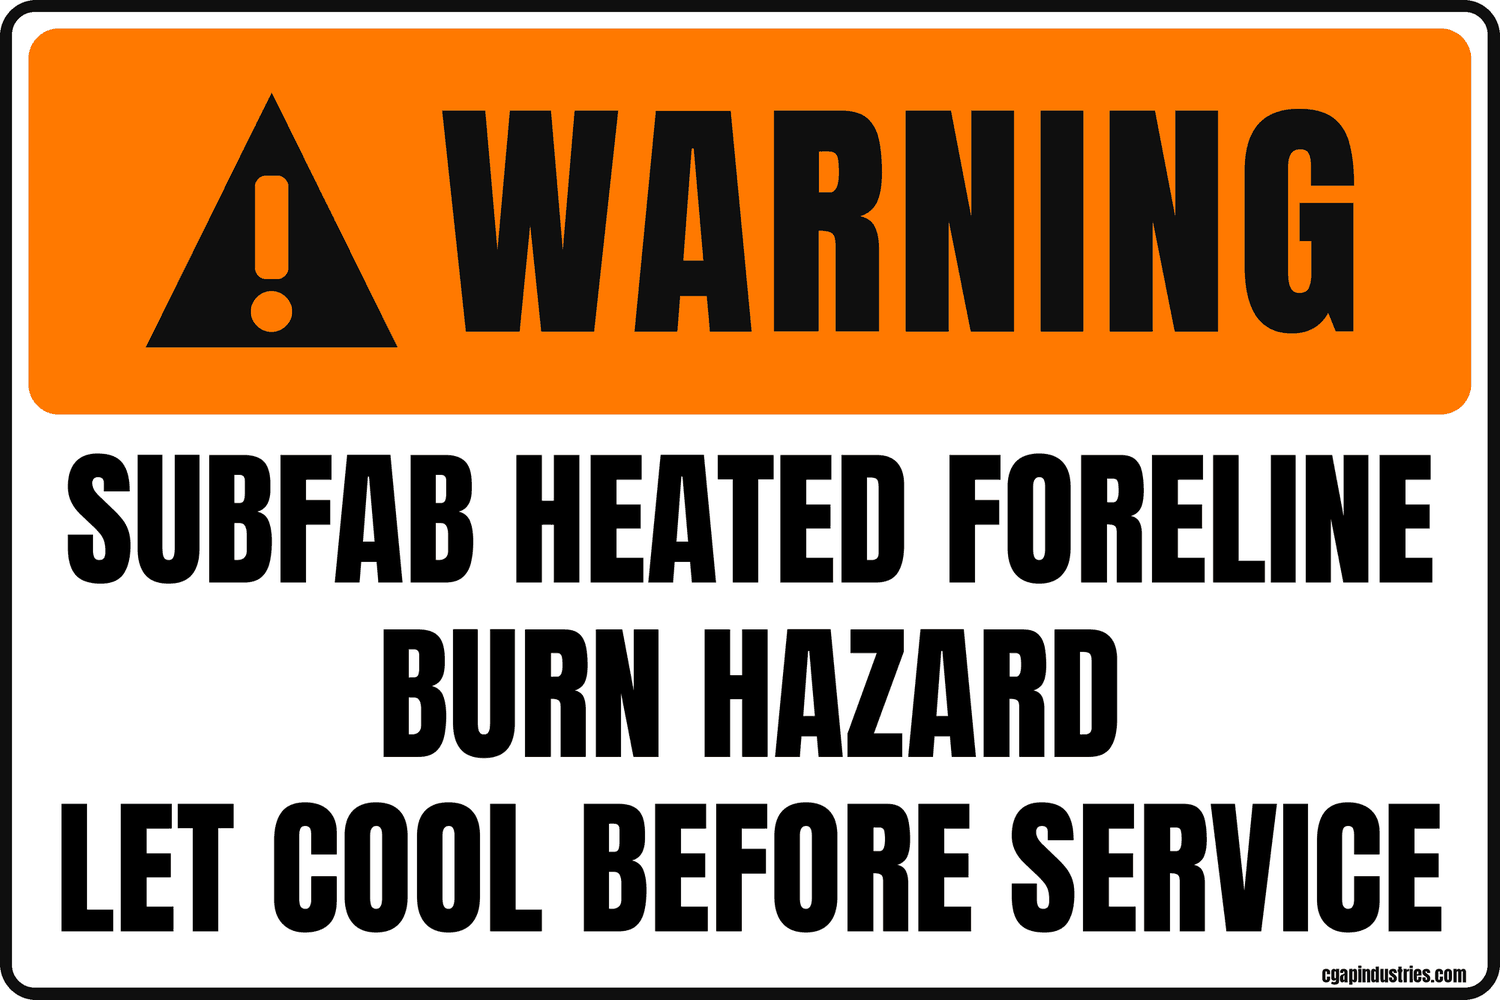 WARNING
SUBFAB HEATED FORELINE
BURN HAZARD
LET COOL BEFORE SERVICE
cgapindustries.com